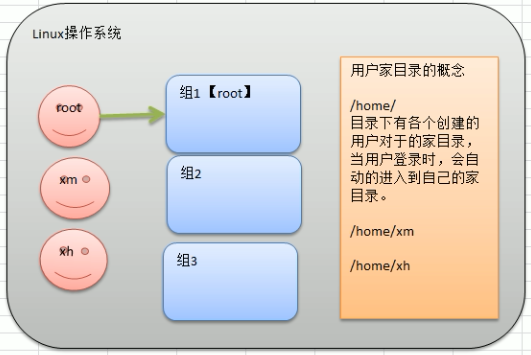 Linux操作系统
root
xm
xh
组1【root】
组2
组3
用户家目录的概念
/home/
目录下有各个创建的
用户对于的家目录，
当用户登录时，会自
动的进入到自己的家
目录。
/home/xm
/home/xh